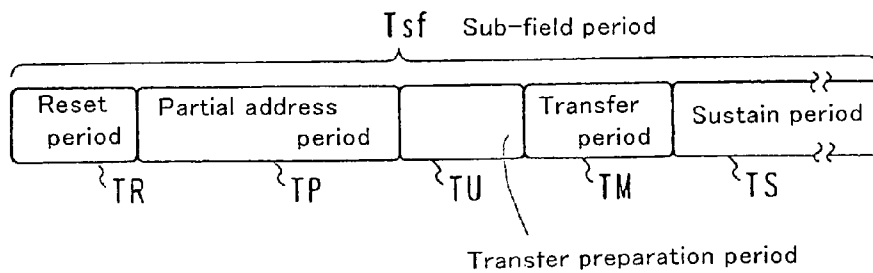 Tsf Sub-field period
Reset period
Partial address period
Transfer period
Sustain period
TR
TP
TU
TM
TS
Transfer preparation period